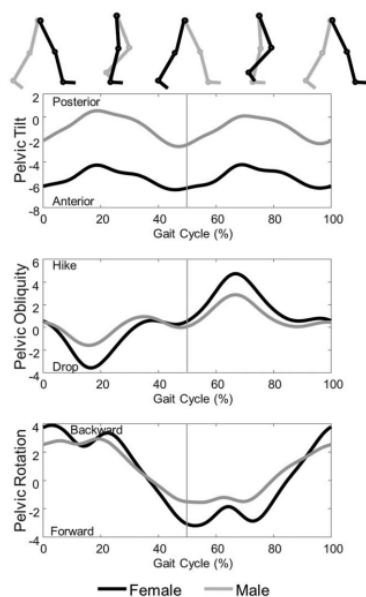 Posterior
Pelvic Tilt
2
0
-2
-4
-6
-8
Anterior
0 20 40 60 80 100
Gait Cycle (%)
Hike
Pelvic Obliquity
6
4
2
0
-2
-4
Drop
0 20 40 60 80 100
Gait Cycle (%)
Backward
Pelvic Rotation
4
2
0
-2
-4
Forward
0 20 40 60 80 100
Gait Cycle (%)
Female Male